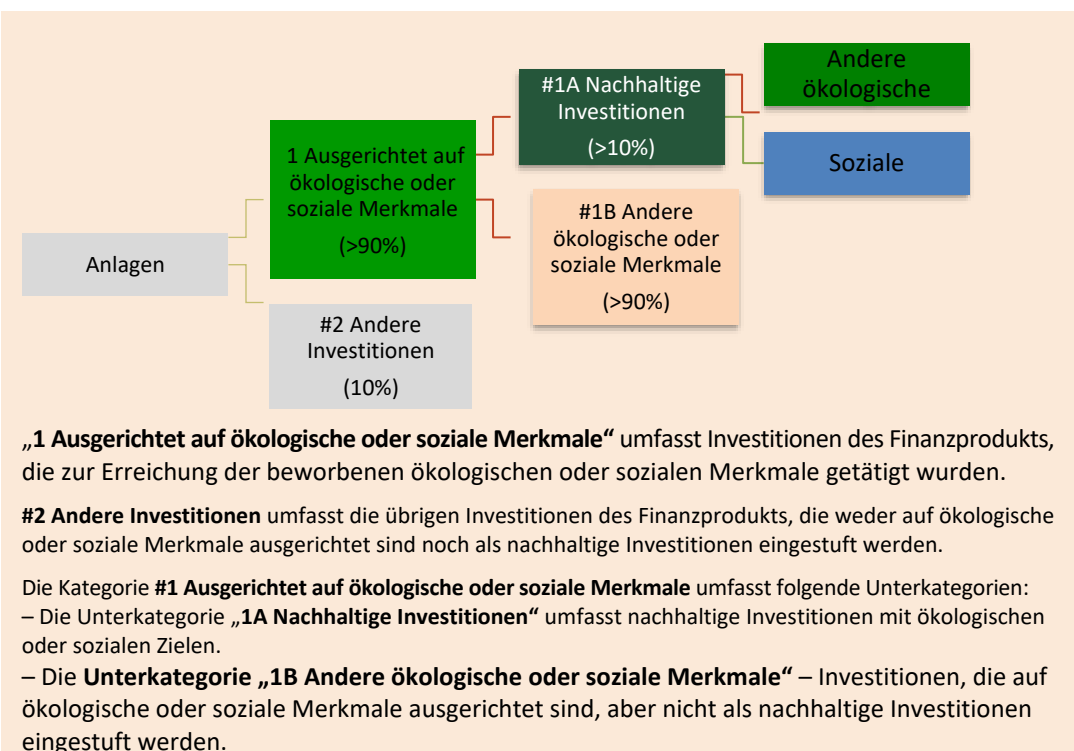 Anlagen
1 Ausgerichtet auf
ökologische oder
soziale Merkmale
(>90%)
#2 Andere
Investitionen
(10%)
#1A Nachhaltige
Investitionen
(>10%)
#1B Andere
ökologische oder
soziale Merkmale
(>90%)
Andere
ökologische
Soziale
„1 Ausgerichtet auf ökologische oder soziale Merkmale“ umfasst Investitionen des Finanzprodukts,
die zur Erreichung der beworbenen ökologischen oder sozialen Merkmale getätigt wurden.
#2 Andere Investitionen umfasst die übrigen Investitionen des Finanzprodukts, die weder auf ökologische
oder soziale Merkmale ausgerichtet sind noch als nachhaltige Investitionen eingestuft werden.
Die Kategorie #1 Ausgerichtet auf ökologische oder soziale Merkmale umfasst folgende Unterkategorien:
– Die Unterkategorie „1A Nachhaltige Investitionen“ umfasst nachhaltige Investitionen mit ökologischen
oder sozialen Zielen.
– Die Unterkategorie „1B Andere ökologische oder soziale Merkmale“ – Investitionen, die auf
ökologische oder soziale Merkmale ausgerichtet sind, aber nicht als nachhaltige Investitionen
eingestuft werden.